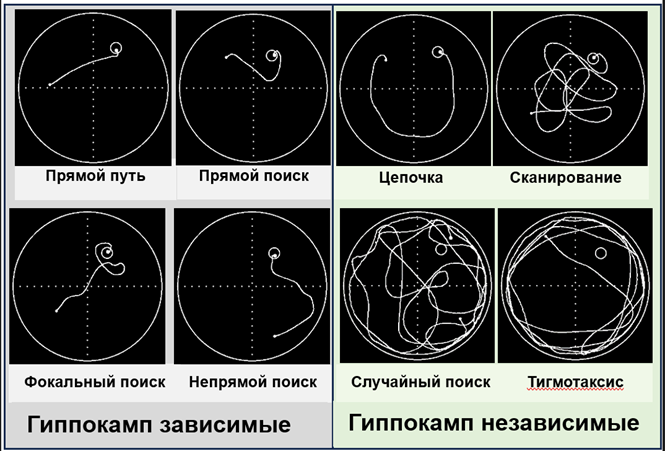 Прямой путь
Прямой поиск
Цепочка
Сканирование
Фокальный поиск
Непрямой поиск
Случайный поиск
Тигмотаксис
Гиппокамп зависимые
Гиппокамп независимые